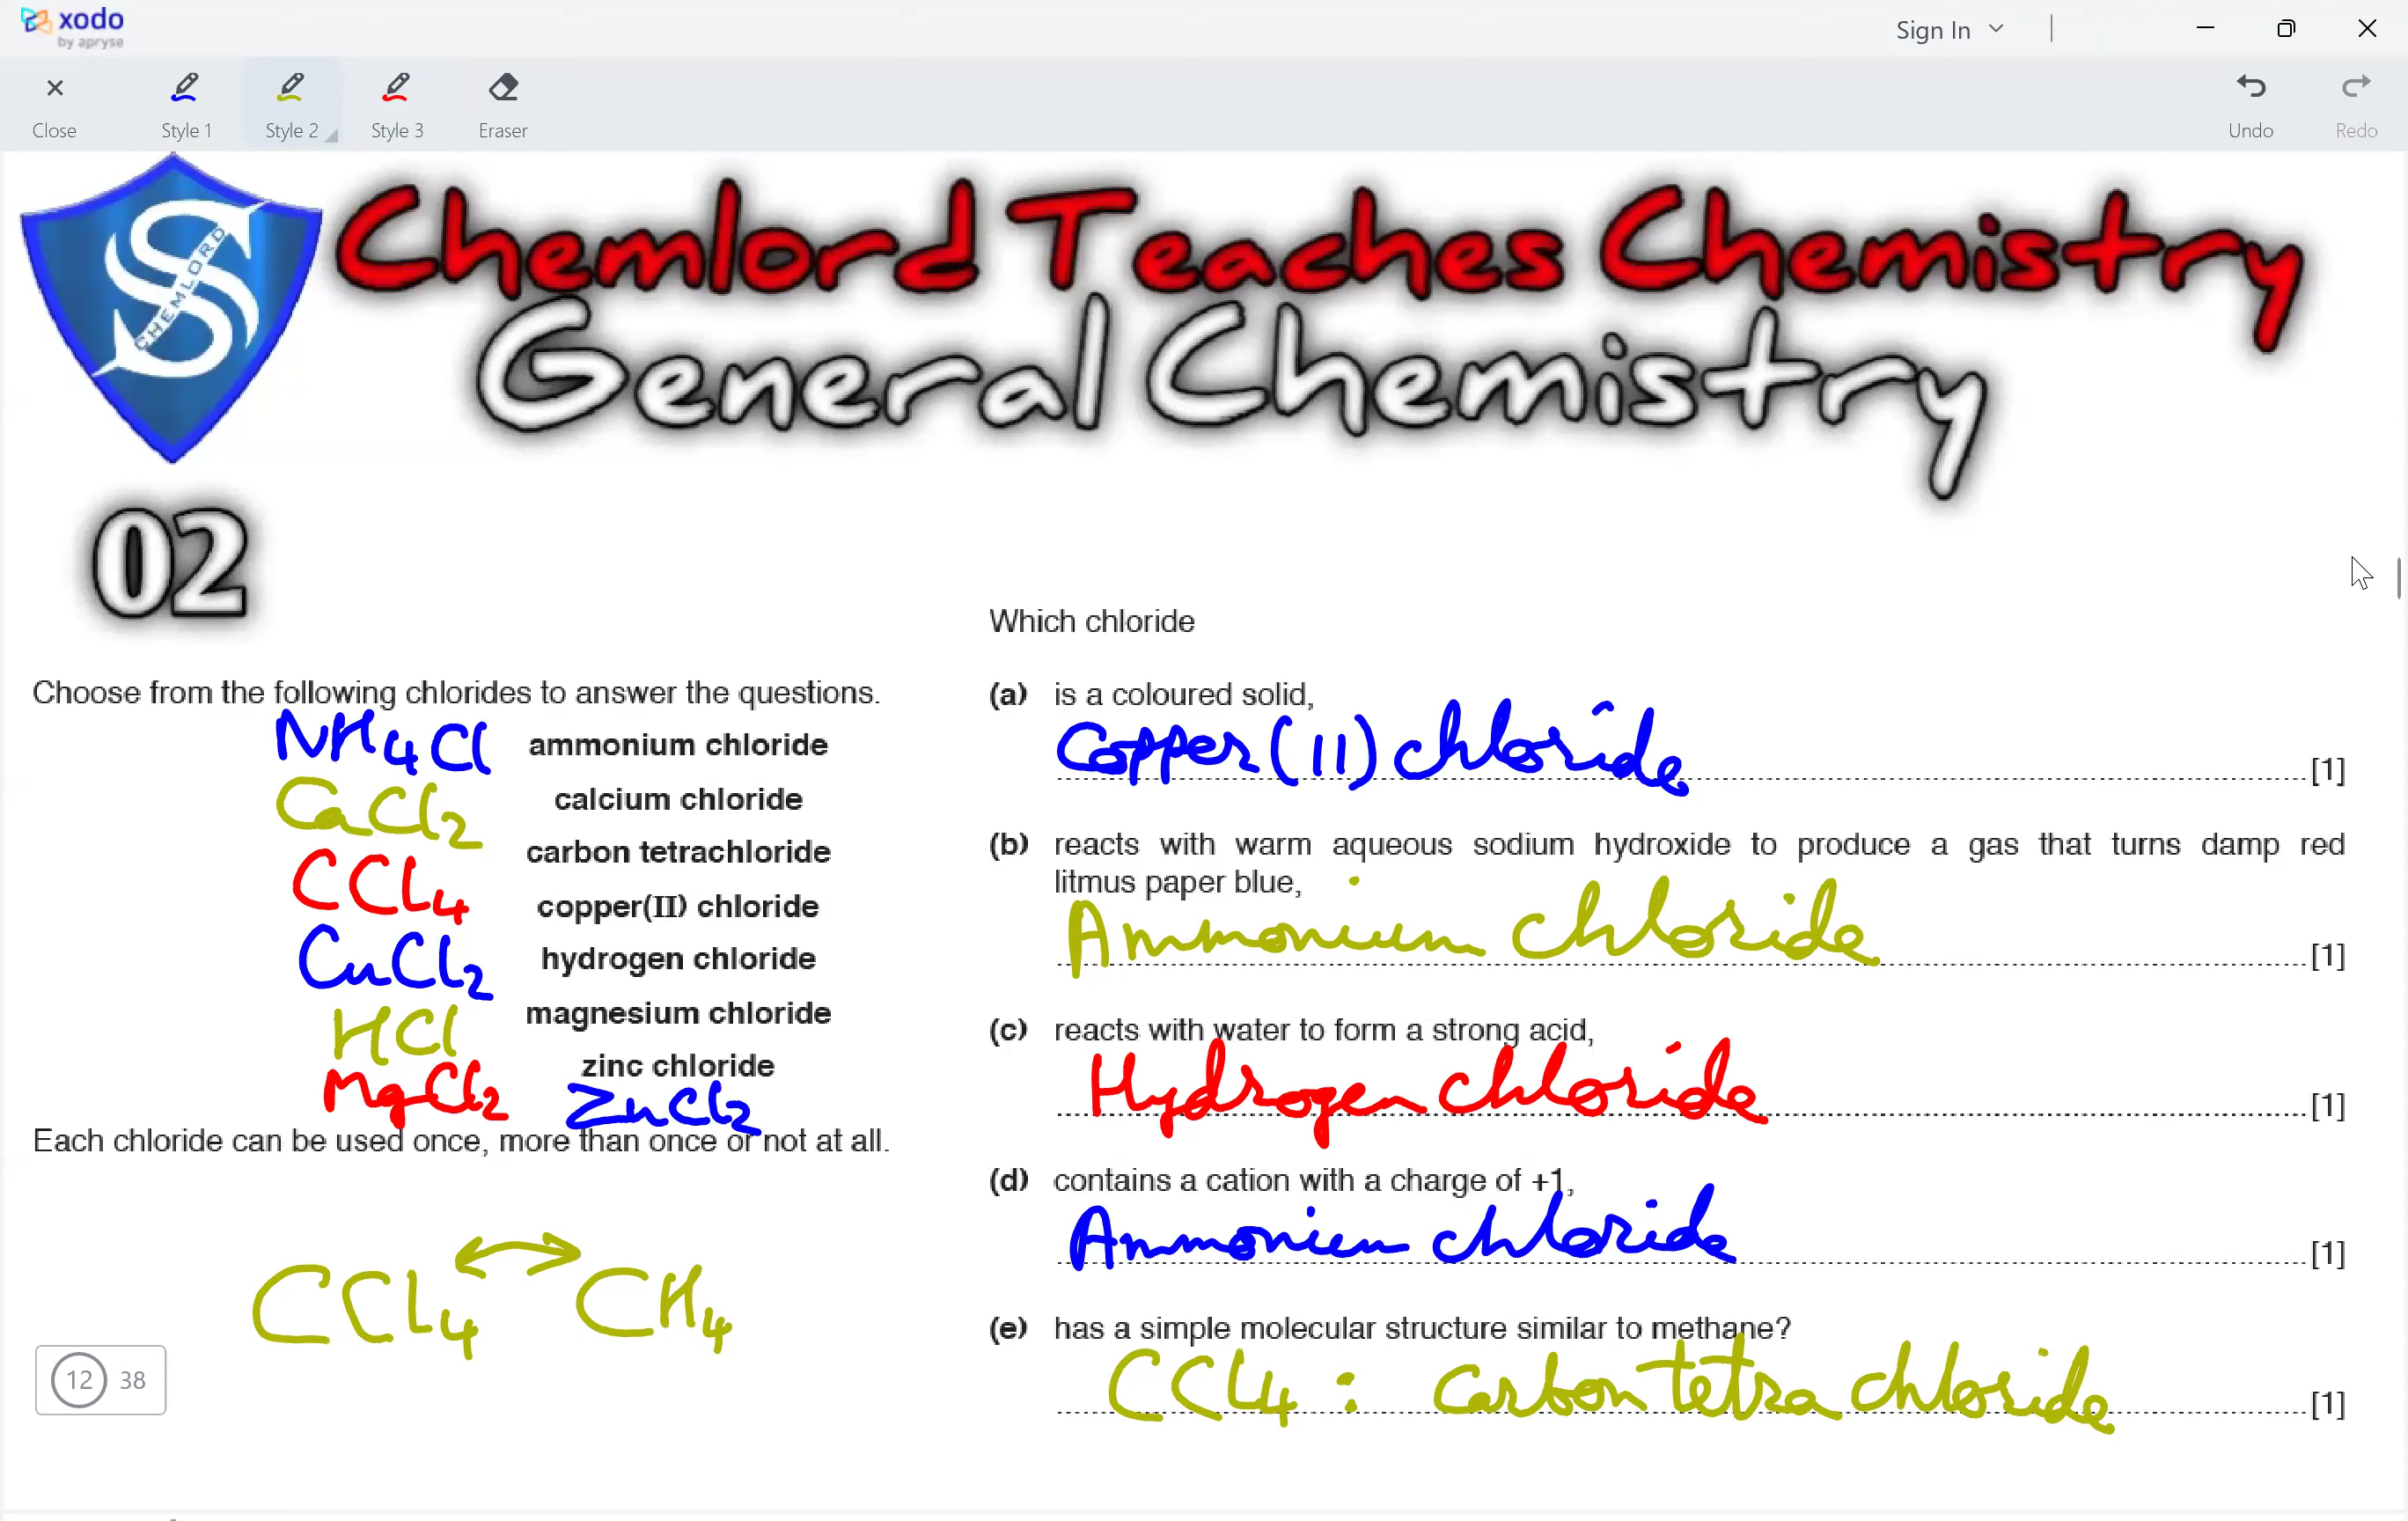 xodo
by apryse
Sign In
Close
Style 1
Style 2
Style 3
Eraser
Undo
Redo
CHEMLORD
Chemlord Teaches Chemistry
General Chemistry
02
Choose from the following chlorides to answer the questions.
NH4Cl ammonium chloride
CaCl2 calcium chloride
CCl4 carbon tetrachloride
CuCl2 copper(II) chloride
HCl hydrogen chloride
MgCl2 magnesium chloride
zinc chloride
ZnCl2
Each chloride can be used once, more than once or not at all.
CCl4 ↔ CH4
12 38
Which chloride
(a) is a coloured solid,
Copper(II) chloride [1]
(b) reacts with warm aqueous sodium hydroxide to produce a gas that turns damp red
litmus paper blue,
Ammonium chloride [1]
(c) reacts with water to form a strong acid,
Hydrogen chloride [1]
(d) contains a cation with a charge of +1,
Ammonium chloride [1]
(e) has a simple molecular structure similar to methane?
CCl4 : Carbon tetra chloride [1]